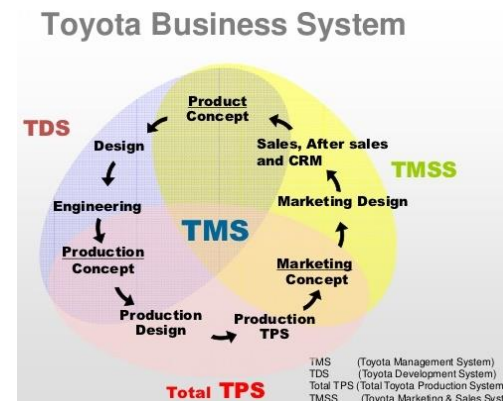 Toyota Business System
Product
Concept
TDS
Design
Sales, After sales
and CRM
TMSS
Engineering
Marketing Design
TMS
Production
Concept
Marketing
Concept
Production
Design
Production
TPS
Total TPS
TMS (Toyota Management System)
TDS (Toyota Development System)
Total TPS (Total Toyota Production System
TMSS (Toyota Marketing & Sales